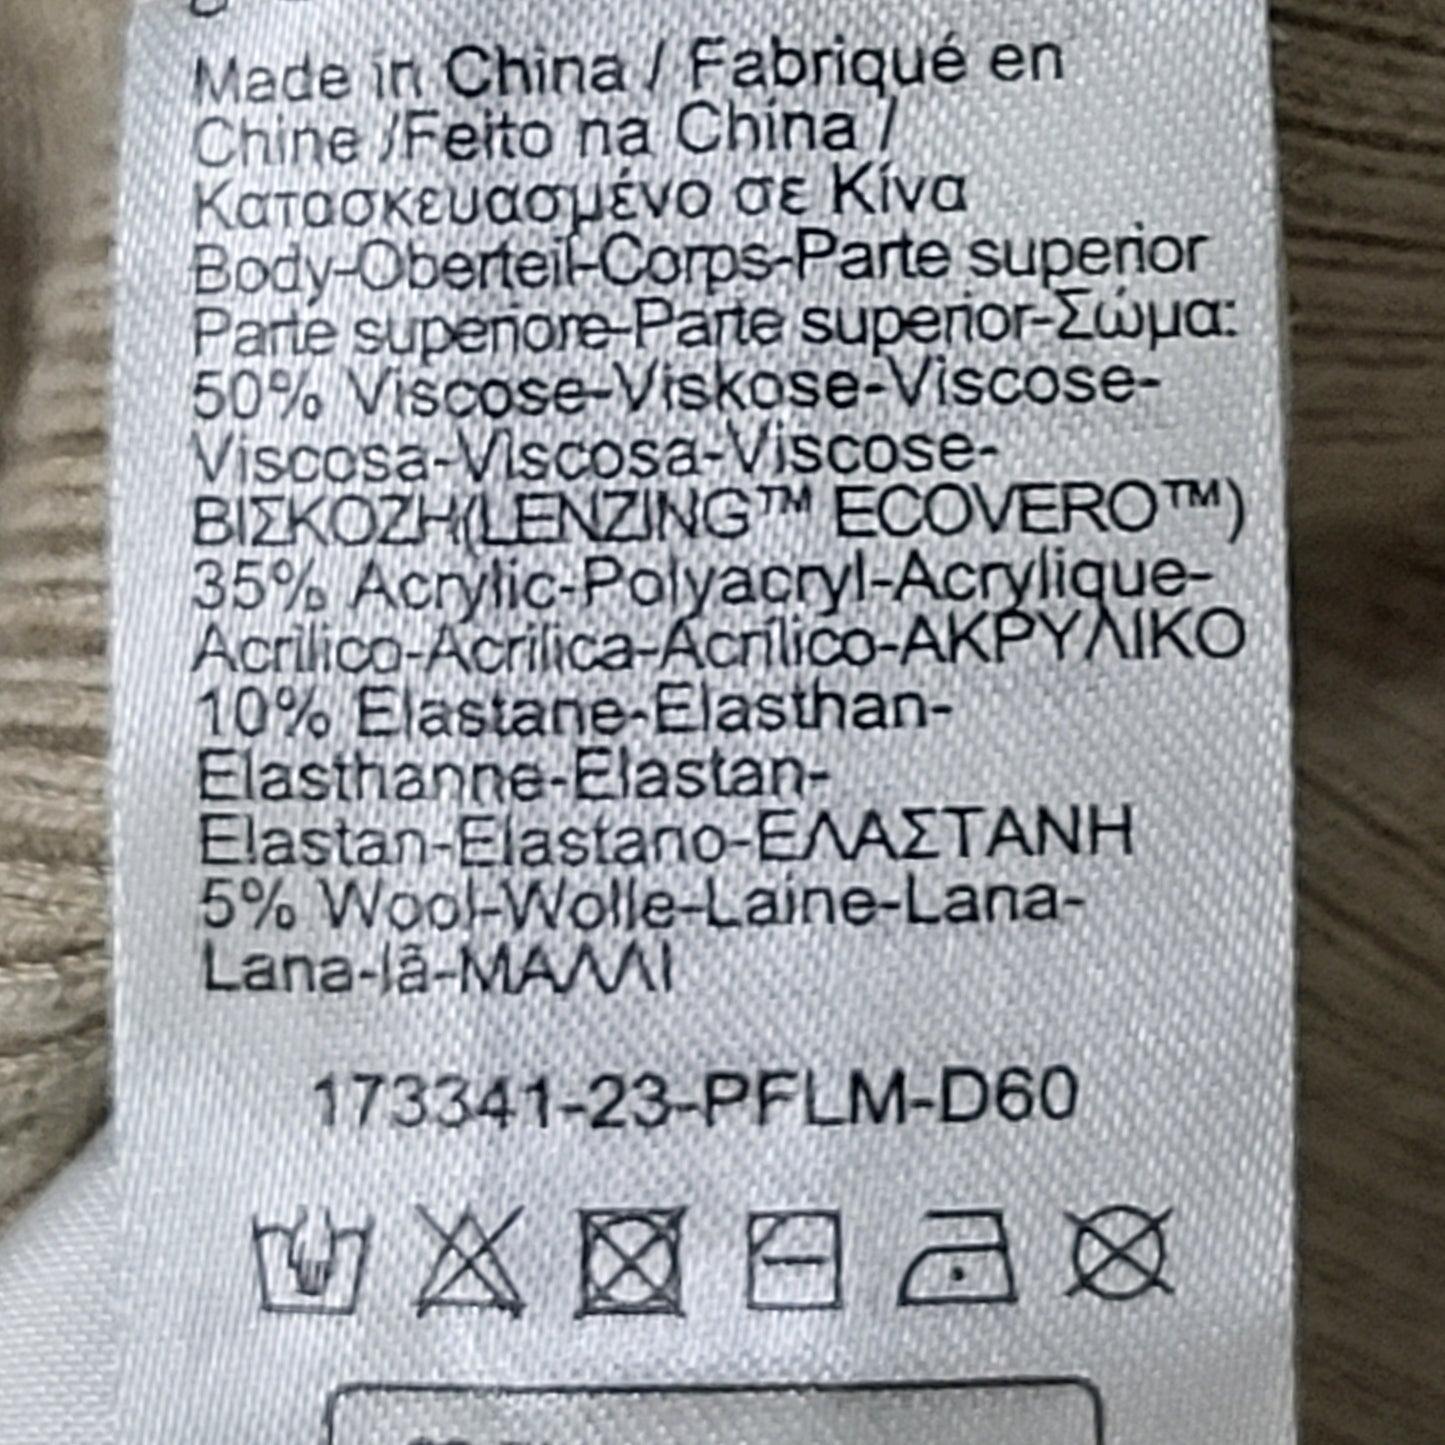 Made in China / Fabriqué en
Chine /Feito na China /
Κατασκευασμένο σε Κίνα
Body-Oberteil-Corps-Parte superior
Parte superiore-Parte superior-Σώμα:
50% Viscose-Viskose-Viscose-
Viscosa-Viscosa-Viscose-
ΒΙΣΚΟΖΗ(LENZING™ ECOVERO™)
35% Acrylic-Polyacryl-Acrylique-
Acrílico-Acrilica-Acrílico-ΑΚΡΥΛΙΚΟ
10% Elastane-Elasthan-
Elasthanne-Elastan-
Elastan-Elastano-ΕΛΑΣΤΑΝΗ
5% Wool-Wolle-Laine-Lana-
Lana-lã-ΜΑΛΛΙ
173341-23-PFLM-D60